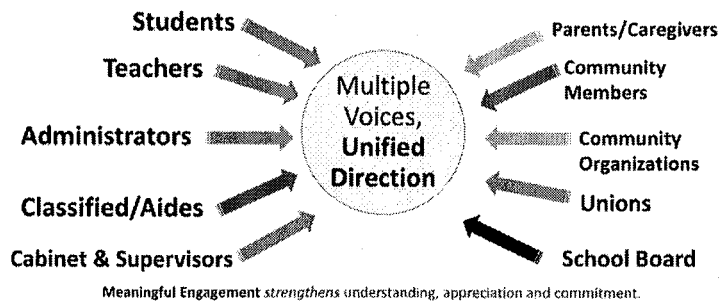 Students
Teachers
Administrators
Classified/Aides
Cabinet & Supervisors
Multiple
Voices,
Unified
Direction
Parents/Caregivers
Community
Members
Community
Organizations
Unions
School Board
Meaningful Engagement strengthens understanding, appreciation and commitment.